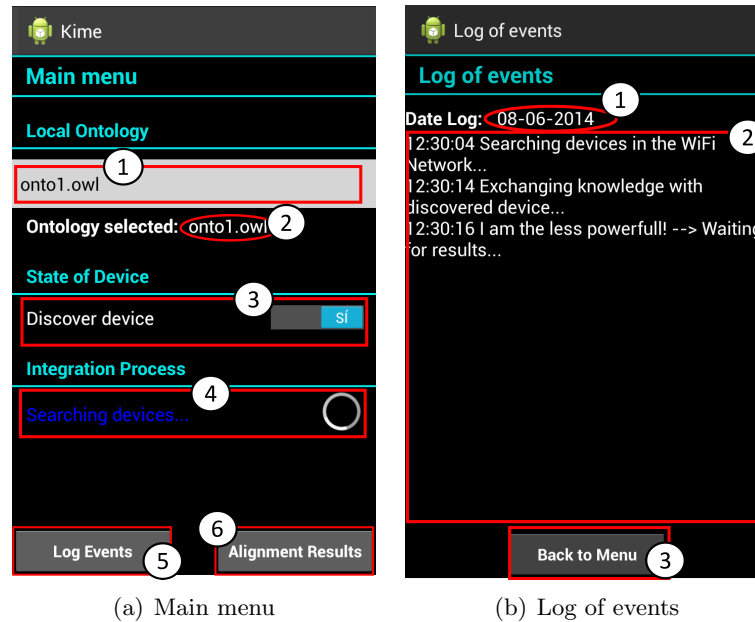 Kime
Main menu
Local Ontology
1
onto1.owl
Ontology selected: onto1.owl
2
State of Device
3
Discover device
SÍ
Integration Process
4
Searching devices...
6
Log Events
5
Alignment Results
(a) Main menu
Log of events
Log of events
1
Date Log: 08-06-2014
2
12:30:04 Searching devices in the WiFi
Network...
12:30:14 Exchanging knowledge with
discovered device...
12:30:16 I am the less powerfull! --> Waiting
for results...
Back to Menu
3
(b) Log of events